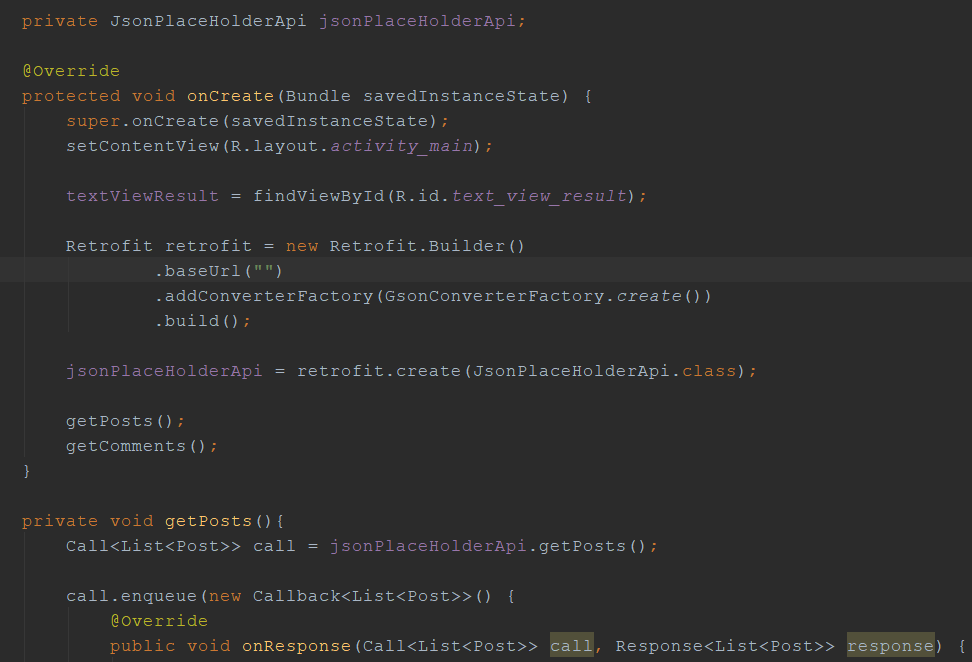 private JsonPlaceHolderApi jsonPlaceHolderApi;
@Override
protected void onCreate(Bundle savedInstanceState) {
super.onCreate(savedInstanceState);
setContentView(R.layout.activity_main);
textViewResult = findViewById(R.id.text_view_result);
Retrofit retrofit = new Retrofit.Builder()
.baseUrl("")
.addConverterFactory(GsonConverterFactory.create())
.build();
jsonPlaceHolderApi = retrofit.create(JsonPlaceHolderApi.class);
getPosts();
getComments();
}
private void getPosts(){
Call<List<Post>> call = jsonPlaceHolderApi.getPosts();
call.enqueue(new Callback<List<Post>>() {
@Override
public void onResponse(Call<List<Post>> call, Response<List<Post>> response) {